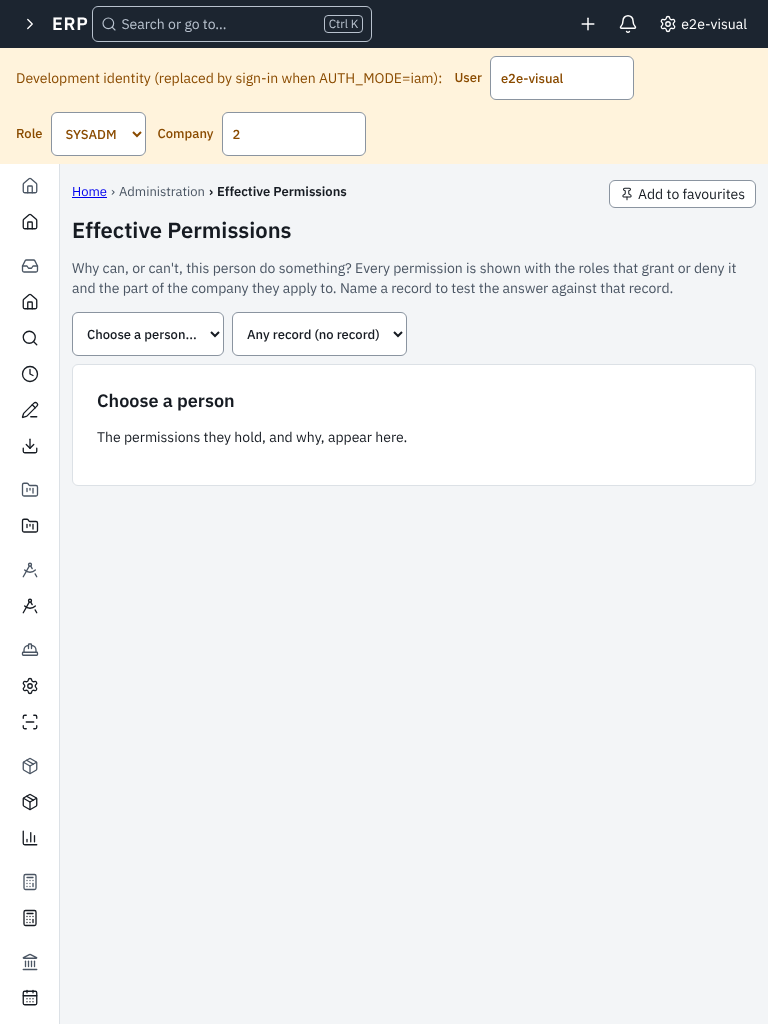 ERP
Search or go to...
Ctrl K
e2e-visual
Development identity (replaced by sign-in when AUTH_MODE=iam):
User
e2e-visual
Role
SYSADM
Company
2
Home › Administration › Effective Permissions
Add to favourites
Effective Permissions
Why can, or can't, this person do something? Every permission is shown with the roles that grant or deny it
and the part of the company they apply to. Name a record to test the answer against that record.
Choose a person...
Any record (no record)
Choose a person
The permissions they hold, and why, appear here.